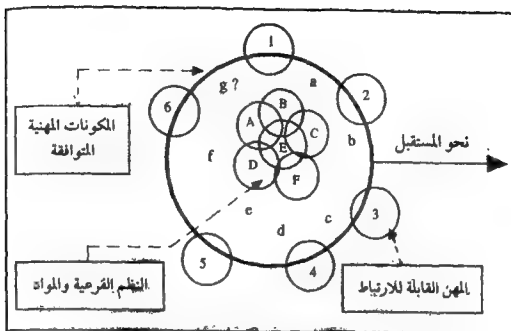 1
g ?
a
6
2
B
A
C
المكونات المهنية
المتوافقة
b
نحو المستقبل
E
f
D
F
3
e
c
d
النظم الفرعية والمواد
5
4
المهن القابلة للارتباط